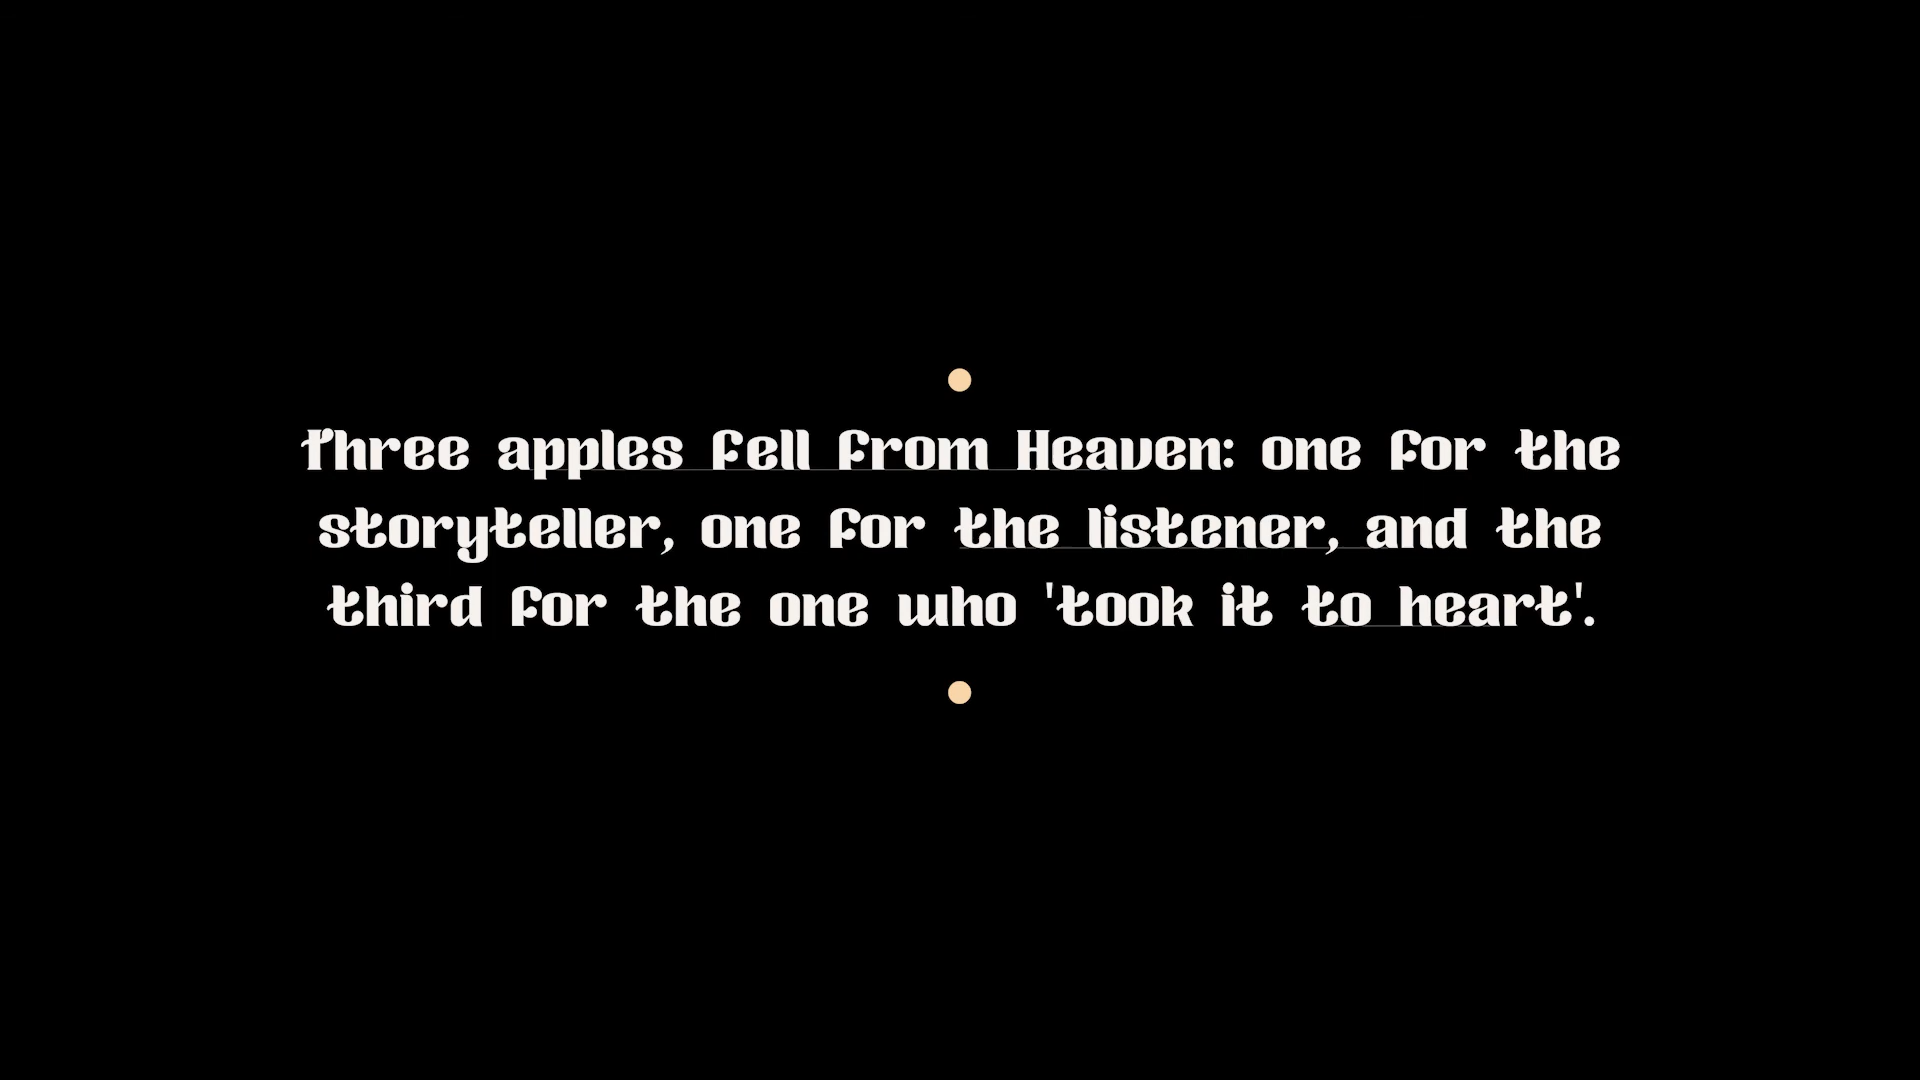 Three apples fell from Heaven: one for the
storyteller, one for the listener, and the
third for the one who 'took it to heart'.